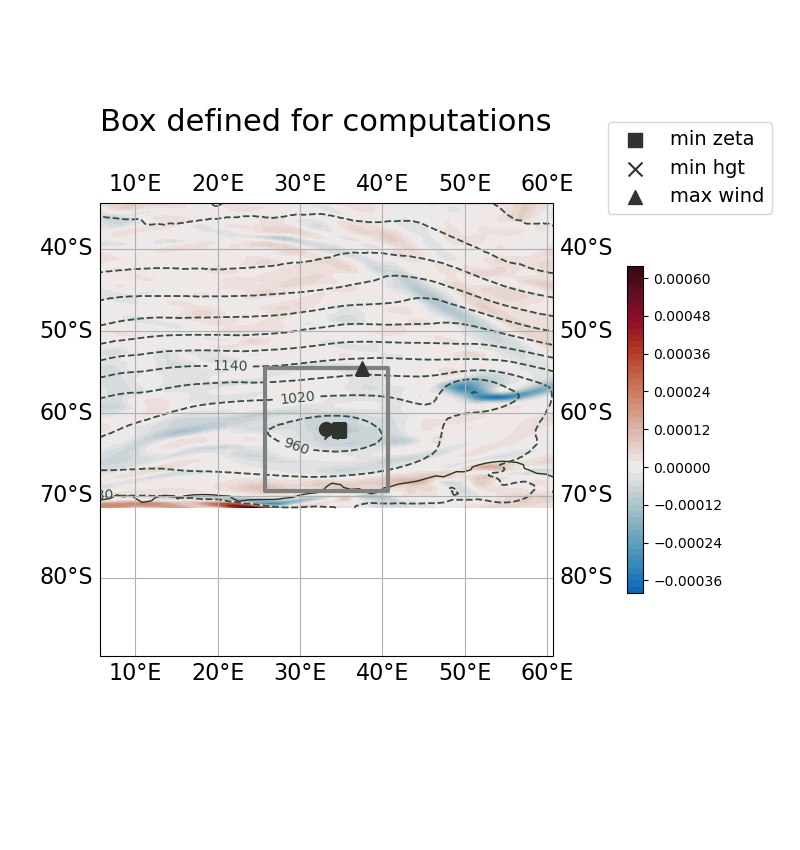 Box defined for computations
min zeta
min hgt
max wind
10°E 20°E 30°E 40°E 50°E 60°E
40°S 40°S
50°S 50°S
60°S 60°S
70°S 70°S
80°S 80°S
1140
1020
960
10°E 20°E 30°E 40°E 50°E 60°E
0.00060
0.00048
0.00036
0.00024
0.00012
0.00000
−0.00012
−0.00024
−0.00036